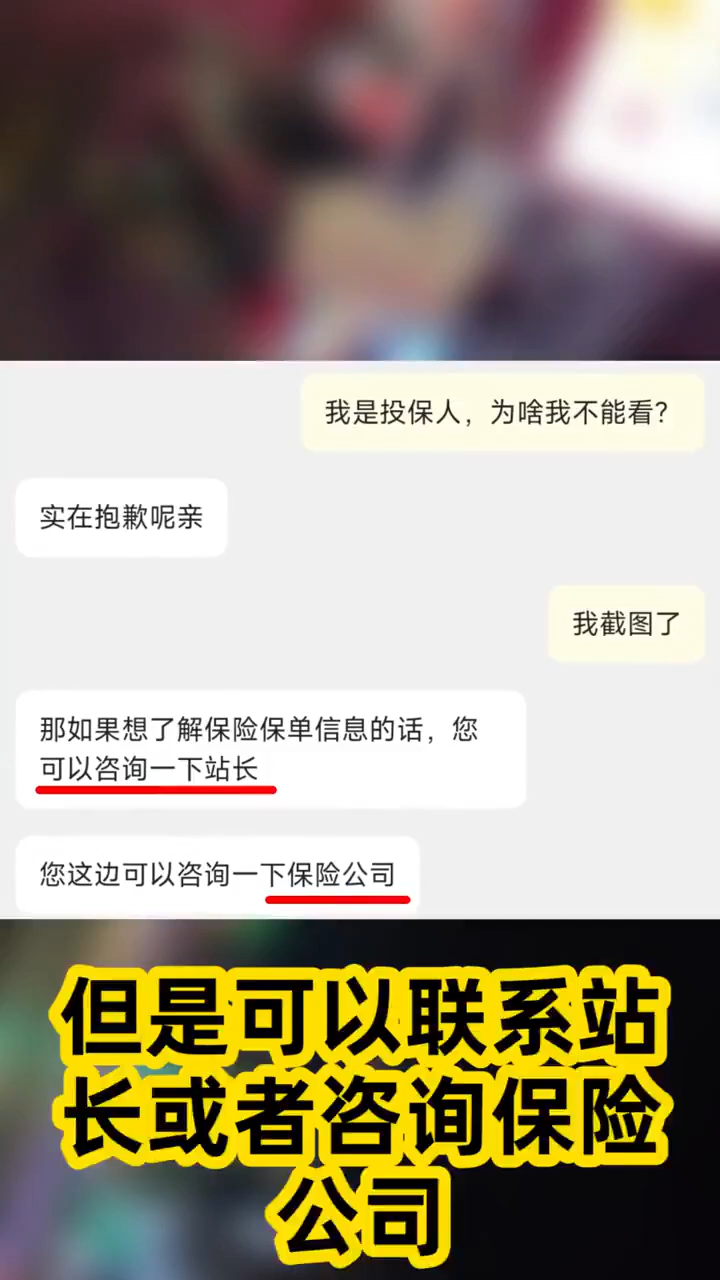 我是投保人，为啥我不能看？
实在抱歉呢亲
我截图了
那如果想了解保险保单信息的话，您
可以咨询一下站长
您这边可以咨询一下保险公司
但是可以联系站
长或者咨询保险
公司